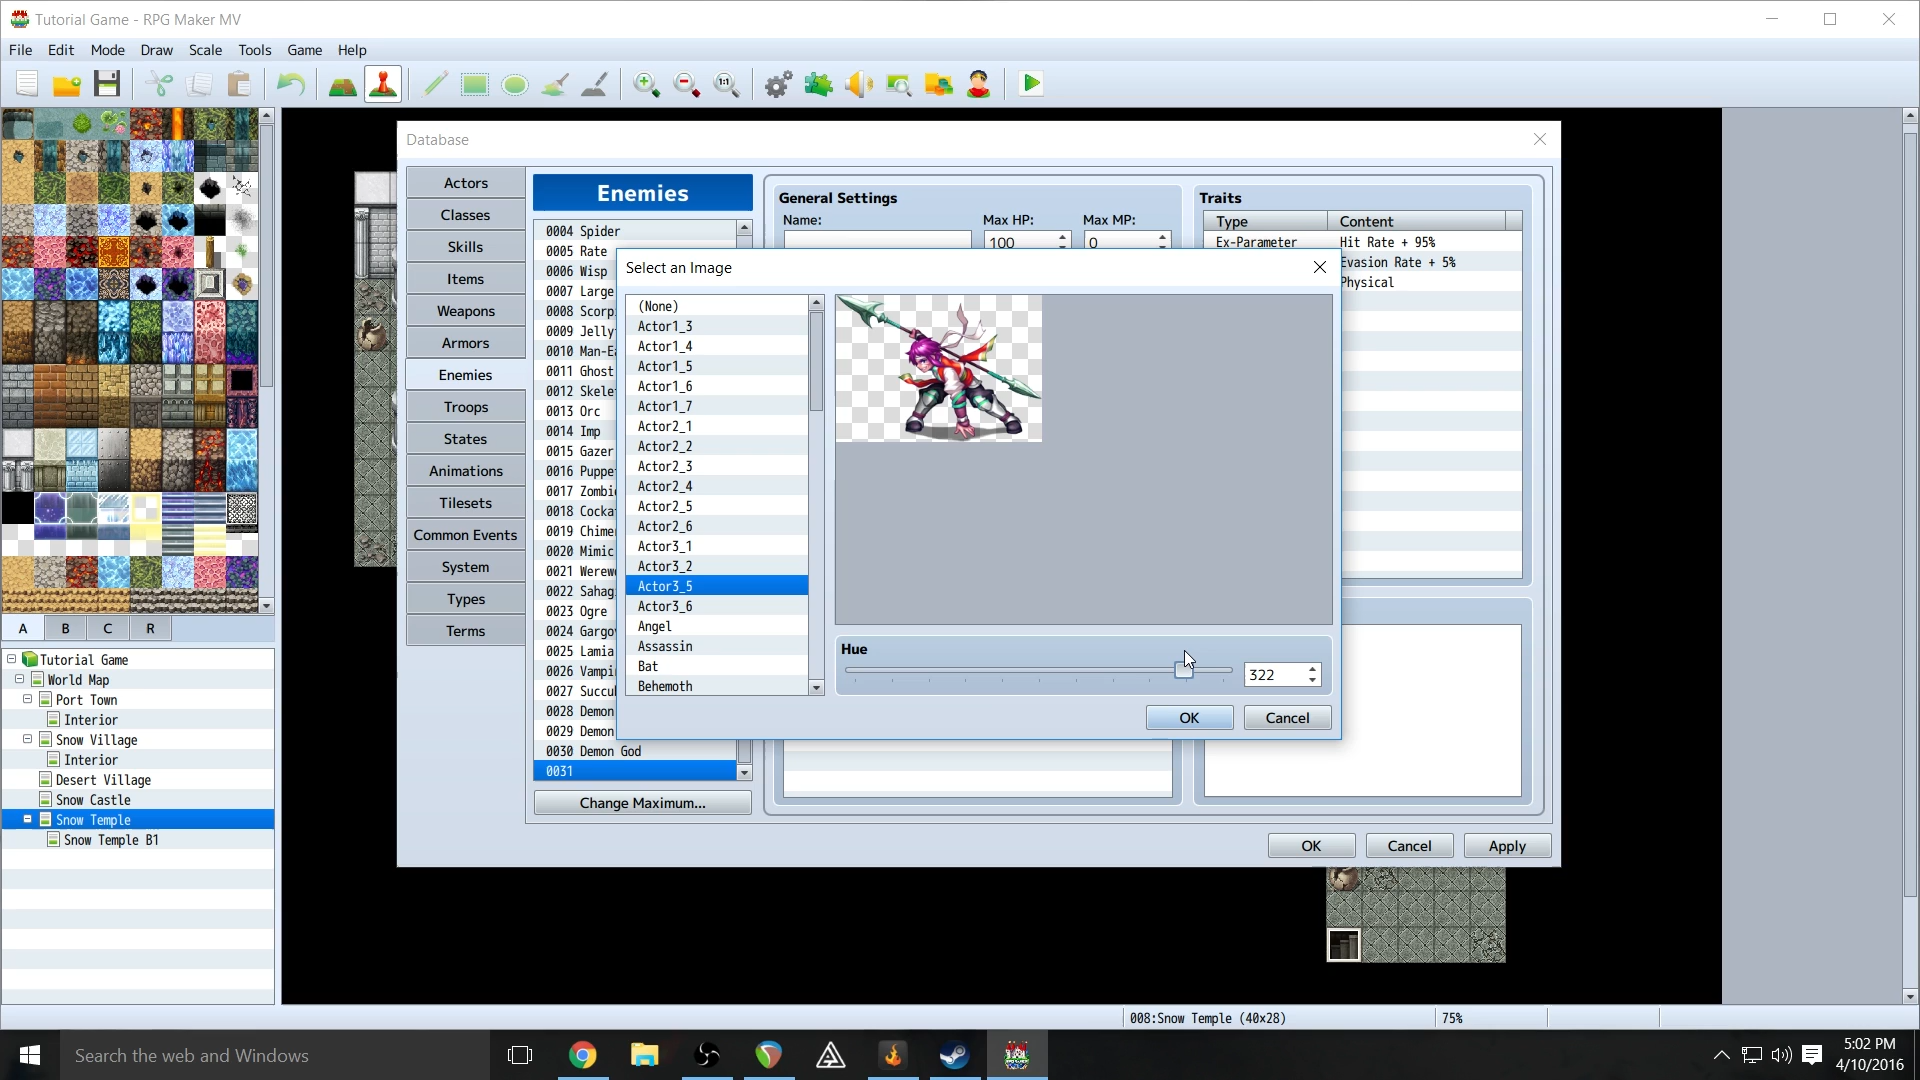 Tutorial Game - RPG Maker MV
File Edit Mode Draw Scale Tools Game Help
1:1
A B C R
Tutorial Game
World Map
Port Town
Interior
Snow Village
Interior
Desert Village
Snow Castle
Snow Temple
Snow Temple B1
Database
Actors
Classes
Skills
Items
Weapons
Armors
Enemies
Troops
States
Animations
Tilesets
Common Events
System
Types
Terms
Enemies
0004 Spider
0005 Rate
0006 Wisp
0007 Large
0008 Scorp
0009 Jelly
0010 Man-E
0011 Ghost
0012 Skele
0013 Orc
0014 Imp
0015 Gazer
0016 Puppe
0017 Zombi
0018 Cocka
0019 Chime
0020 Mimic
0021 Werew
0022 Sahag
0023 Ogre
0024 Gargo
0025 Lamia
0026 Vampi
0027 Succu
0028 Demon
0029 Demon
0030 Demon God
0031
Change Maximum...
General Settings
Name: Max HP: Max MP:
100 0
Traits
Type Content
Ex-Parameter Hit Rate + 95%
Evasion Rate + 5%
Physical
Select an Image
(None)
Actor1_3
Actor1_4
Actor1_5
Actor1_6
Actor1_7
Actor2_1
Actor2_2
Actor2_3
Actor2_4
Actor2_5
Actor2_6
Actor3_1
Actor3_2
Actor3_5
Actor3_6
Angel
Assassin
Bat
Behemoth
Hue
322
OK Cancel
OK Cancel Apply
008:Snow Temple (40x28) 75%
Search the web and Windows
5:02 PM
4/10/2016